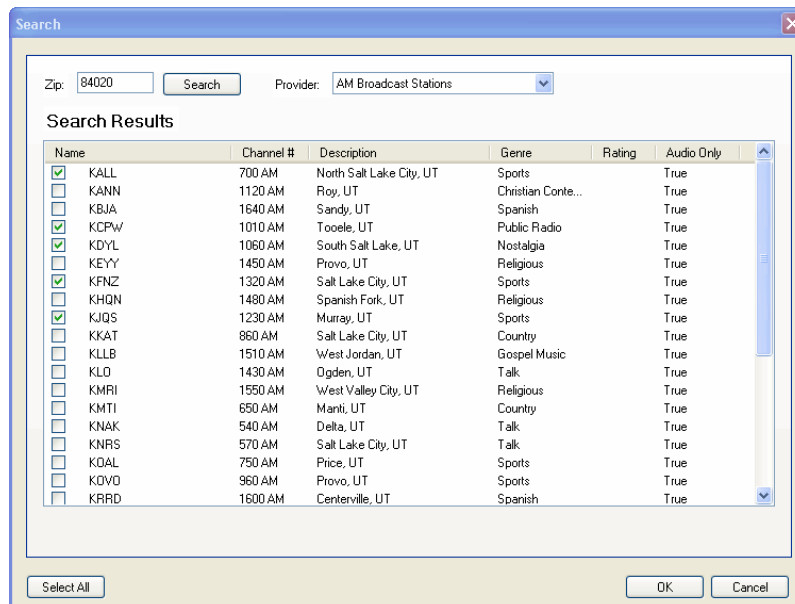 Search
Zip: 84020 Search Provider: AM Broadcast Stations
Search Results
Name Channel # Description Genre Rating Audio Only
KALL 700 AM North Salt Lake City, UT Sports True
KANN 1120 AM Roy, UT Christian Conte... True
KBJA 1640 AM Sandy, UT Spanish True
KCPW 1010 AM Tooele, UT Public Radio True
KDYL 1060 AM South Salt Lake, UT Nostalgia True
KEYY 1450 AM Provo, UT Religious True
KFNZ 1320 AM Salt Lake City, UT Sports True
KHQN 1480 AM Spanish Fork, UT Religious True
KJQS 1230 AM Murray, UT Sports True
KKAT 860 AM Salt Lake City, UT Country True
KLLB 1510 AM West Jordan, UT Gospel Music True
KLO 1430 AM Ogden, UT Talk True
KMRI 1550 AM West Valley City, UT Religious True
KMTI 650 AM Manti, UT Country True
KNAK 540 AM Delta, UT Talk True
KNRS 570 AM Salt Lake City, UT Talk True
KOAL 750 AM Price, UT Sports True
KOVO 960 AM Provo, UT Sports True
KRRD 1600 AM Centerville, UT Spanish True
Select All OK Cancel